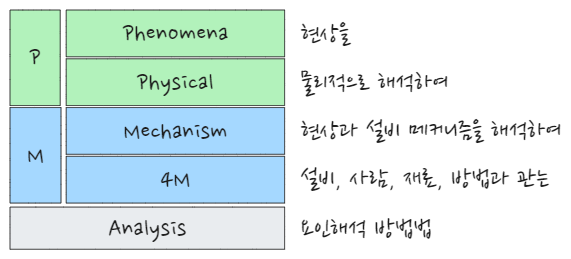 P
Phenomena 현상을
Physical 물리적으로 해석하여
M
Mechanism 현상과 설비 메커니즘을 해석하여
4M 설비, 사람, 재료, 방법과 관는
Analysis 요인해석 방법법